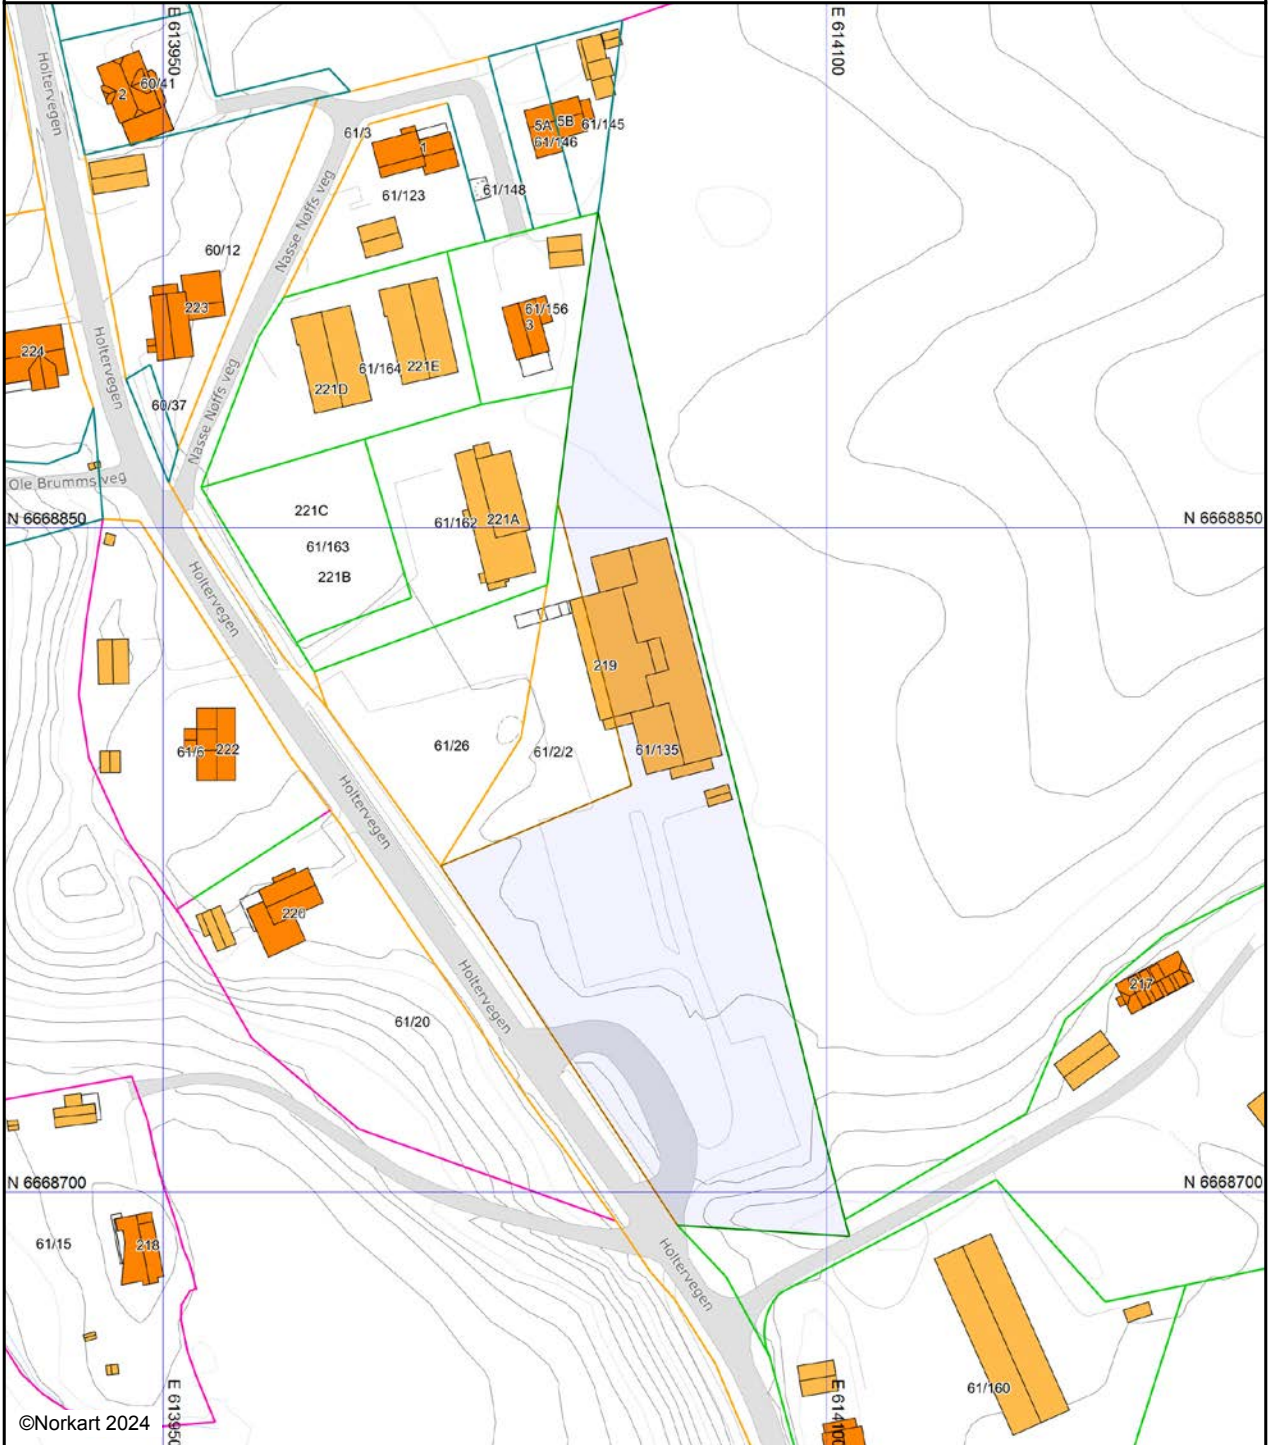 E 613950
E 614100
Holtervegen
60/41
2
61/3
1
5A
5B
61/145
61/146
61/123
61/148
Nasse Nøffs veg
60/12
223
61/156
3
224
Holtervegen
61/164
221E
221D
60/37
Nasse Nøffs veg
Ole Brumms veg
221C
61/162
221A
N 6668850
N 6668850
61/163
221B
Holtervegen
219
61/6
222
61/26
61/2/2
61/135
Holtervegen
220
217
Holtervegen
61/20
N 6668700
N 6668700
61/15
218
Holtervegen
61/160
E 613950
E 614100
©Norkart 2024